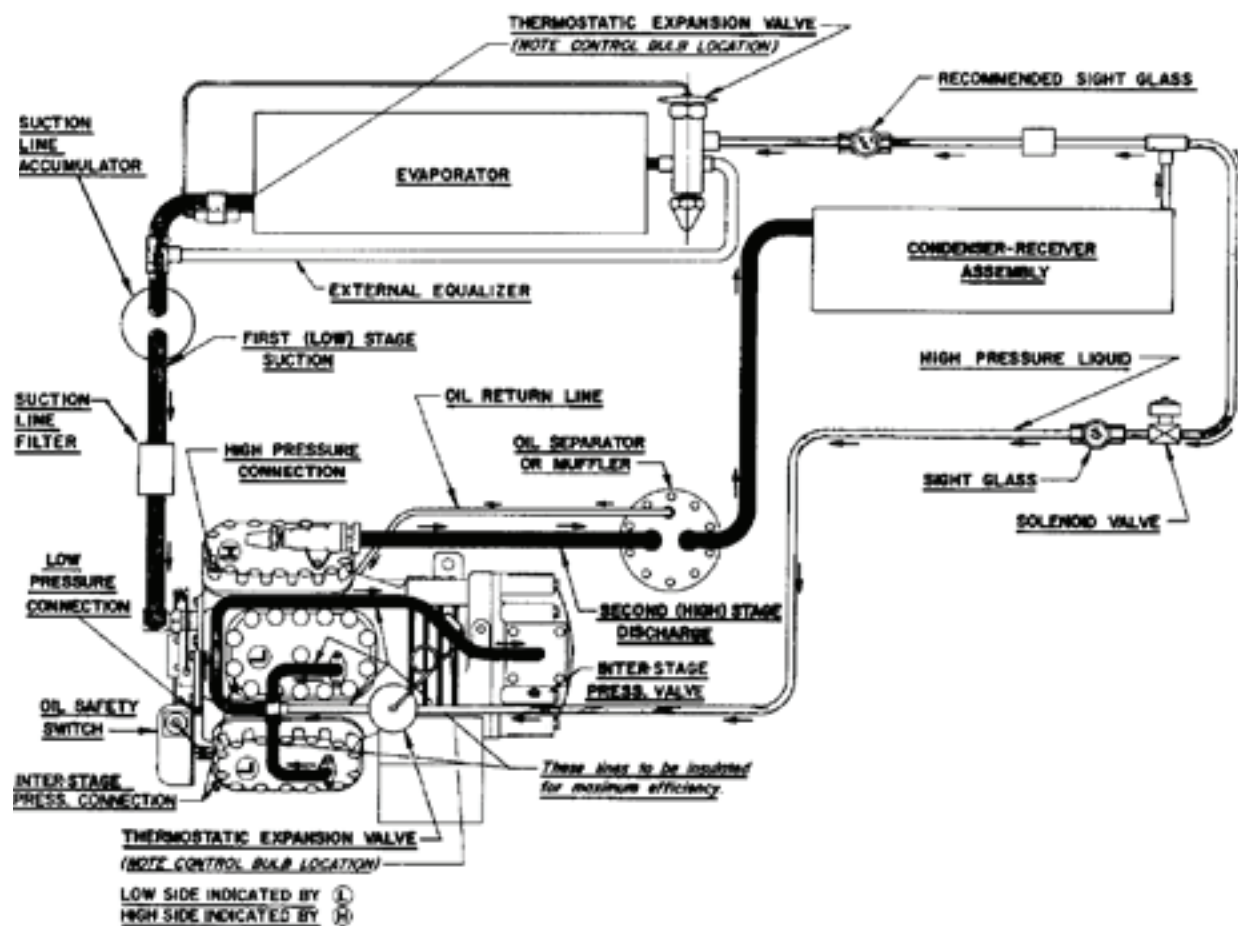 THERMOSTATIC EXPANSION VALVE
(NOTE CONTROL BULB LOCATION)
RECOMMENDED SIGHT GLASS
SUCTION
LINE
ACCUMULATOR
EVAPORATOR
CONDENSER-RECEIVER
ASSEMBLY
EXTERNAL EQUALIZER
FIRST (LOW) STAGE
SUCTION
HIGH PRESSURE LIQUID
SUCTION
LINE
FILTER
OIL RETURN LINE
HIGH PRESSURE
CONNECTION
OIL SEPARATOR
OR MUFFLER
SIGHT GLASS
SOLENOID VALVE
H
LOW
PRESSURE
CONNECTION
SECOND (HIGH) STAGE
DISCHARGE
L
INTER-STAGE
PRESS. VALVE
OIL SAFETY
SWITCH
L
These lines to be insulated
for maximum efficiency.
INTER-STAGE
PRESS. CONNECTION
THERMOSTATIC EXPANSION VALVE
(NOTE CONTROL BULB LOCATION)
LOW SIDE INDICATED BY L
HIGH SIDE INDICATED BY H